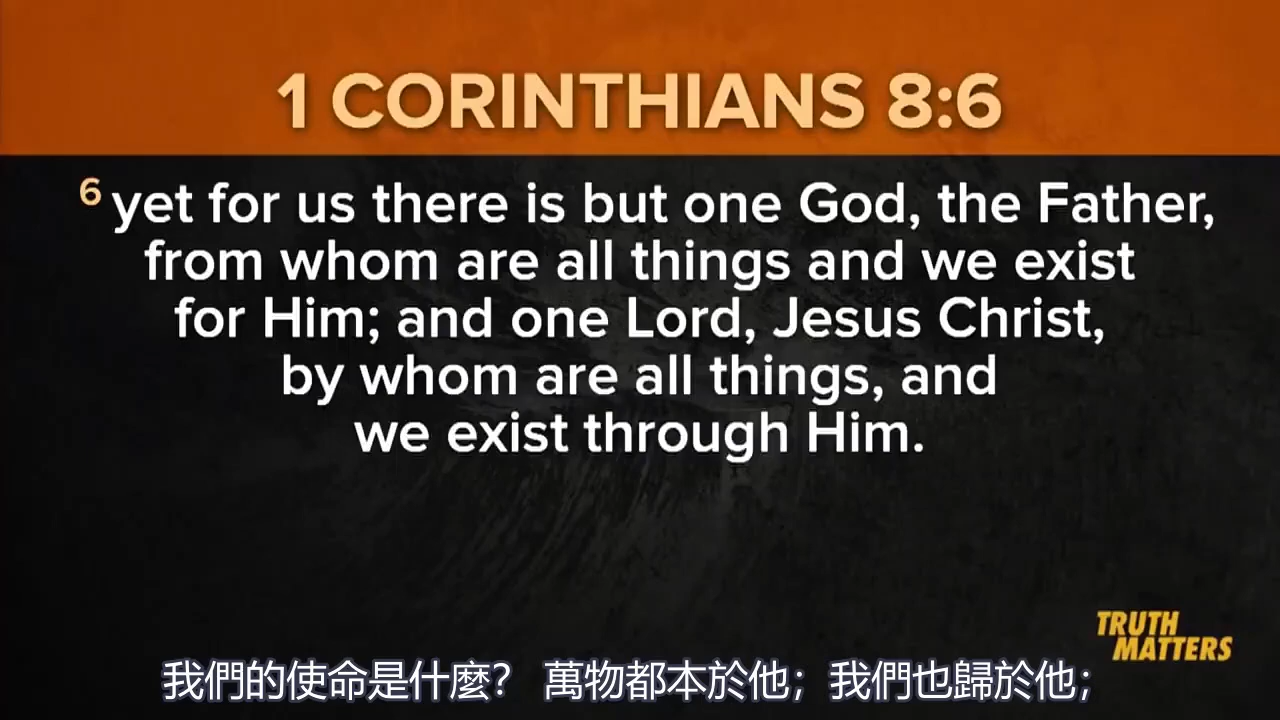 1 CORINTHIANS 8:6
6 yet for us there is but one God, the Father,
from whom are all things and we exist
for Him; and one Lord, Jesus Christ,
by whom are all things, and
we exist through Him.
TRUTH
MATTERS
我們的使命是什麼? 萬物都本於他；我們也歸於他；